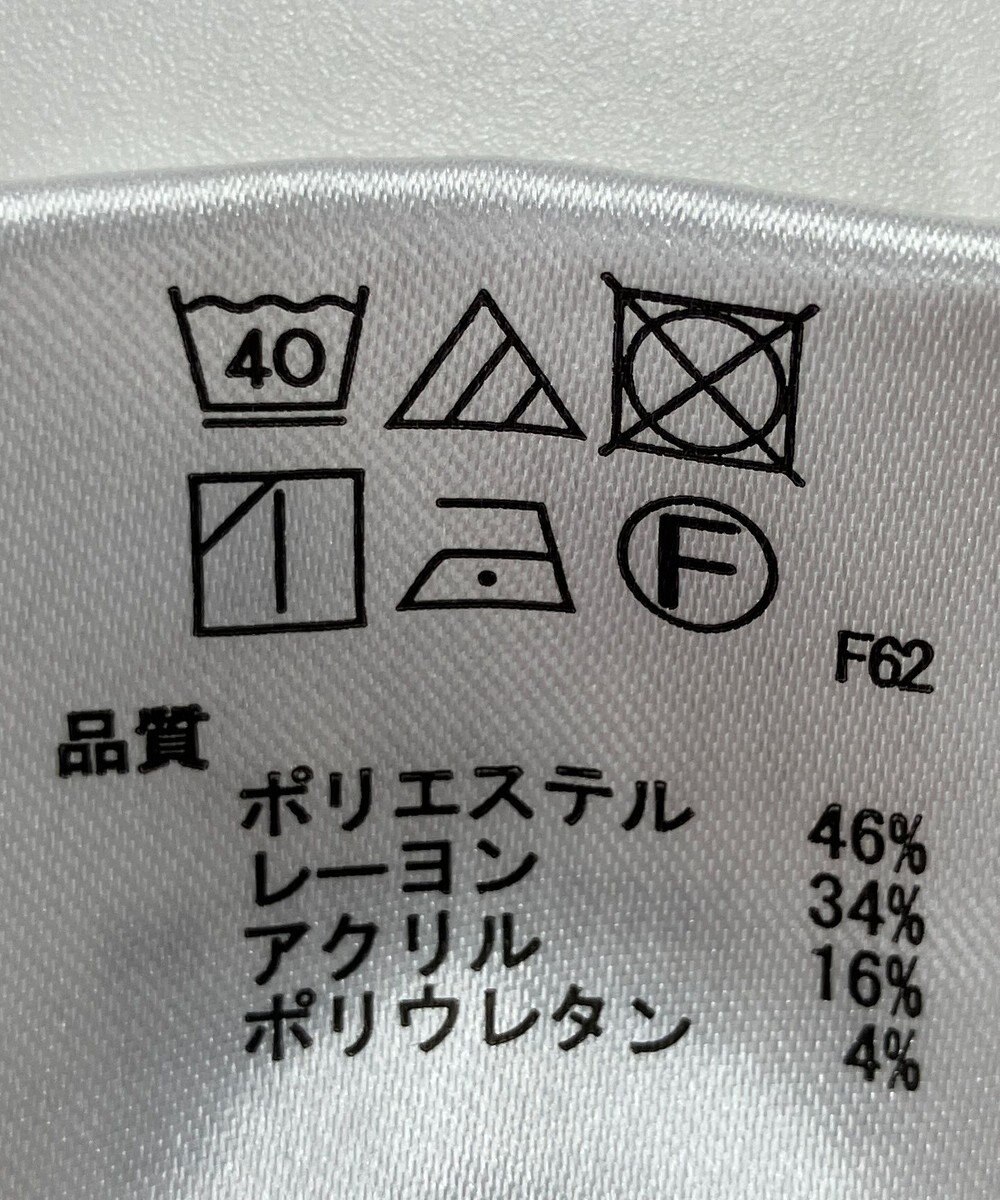 40
F
F62
品質
ポリエステル 46%
レーヨン 34%
アクリル 16%
ポリウレタン 4%